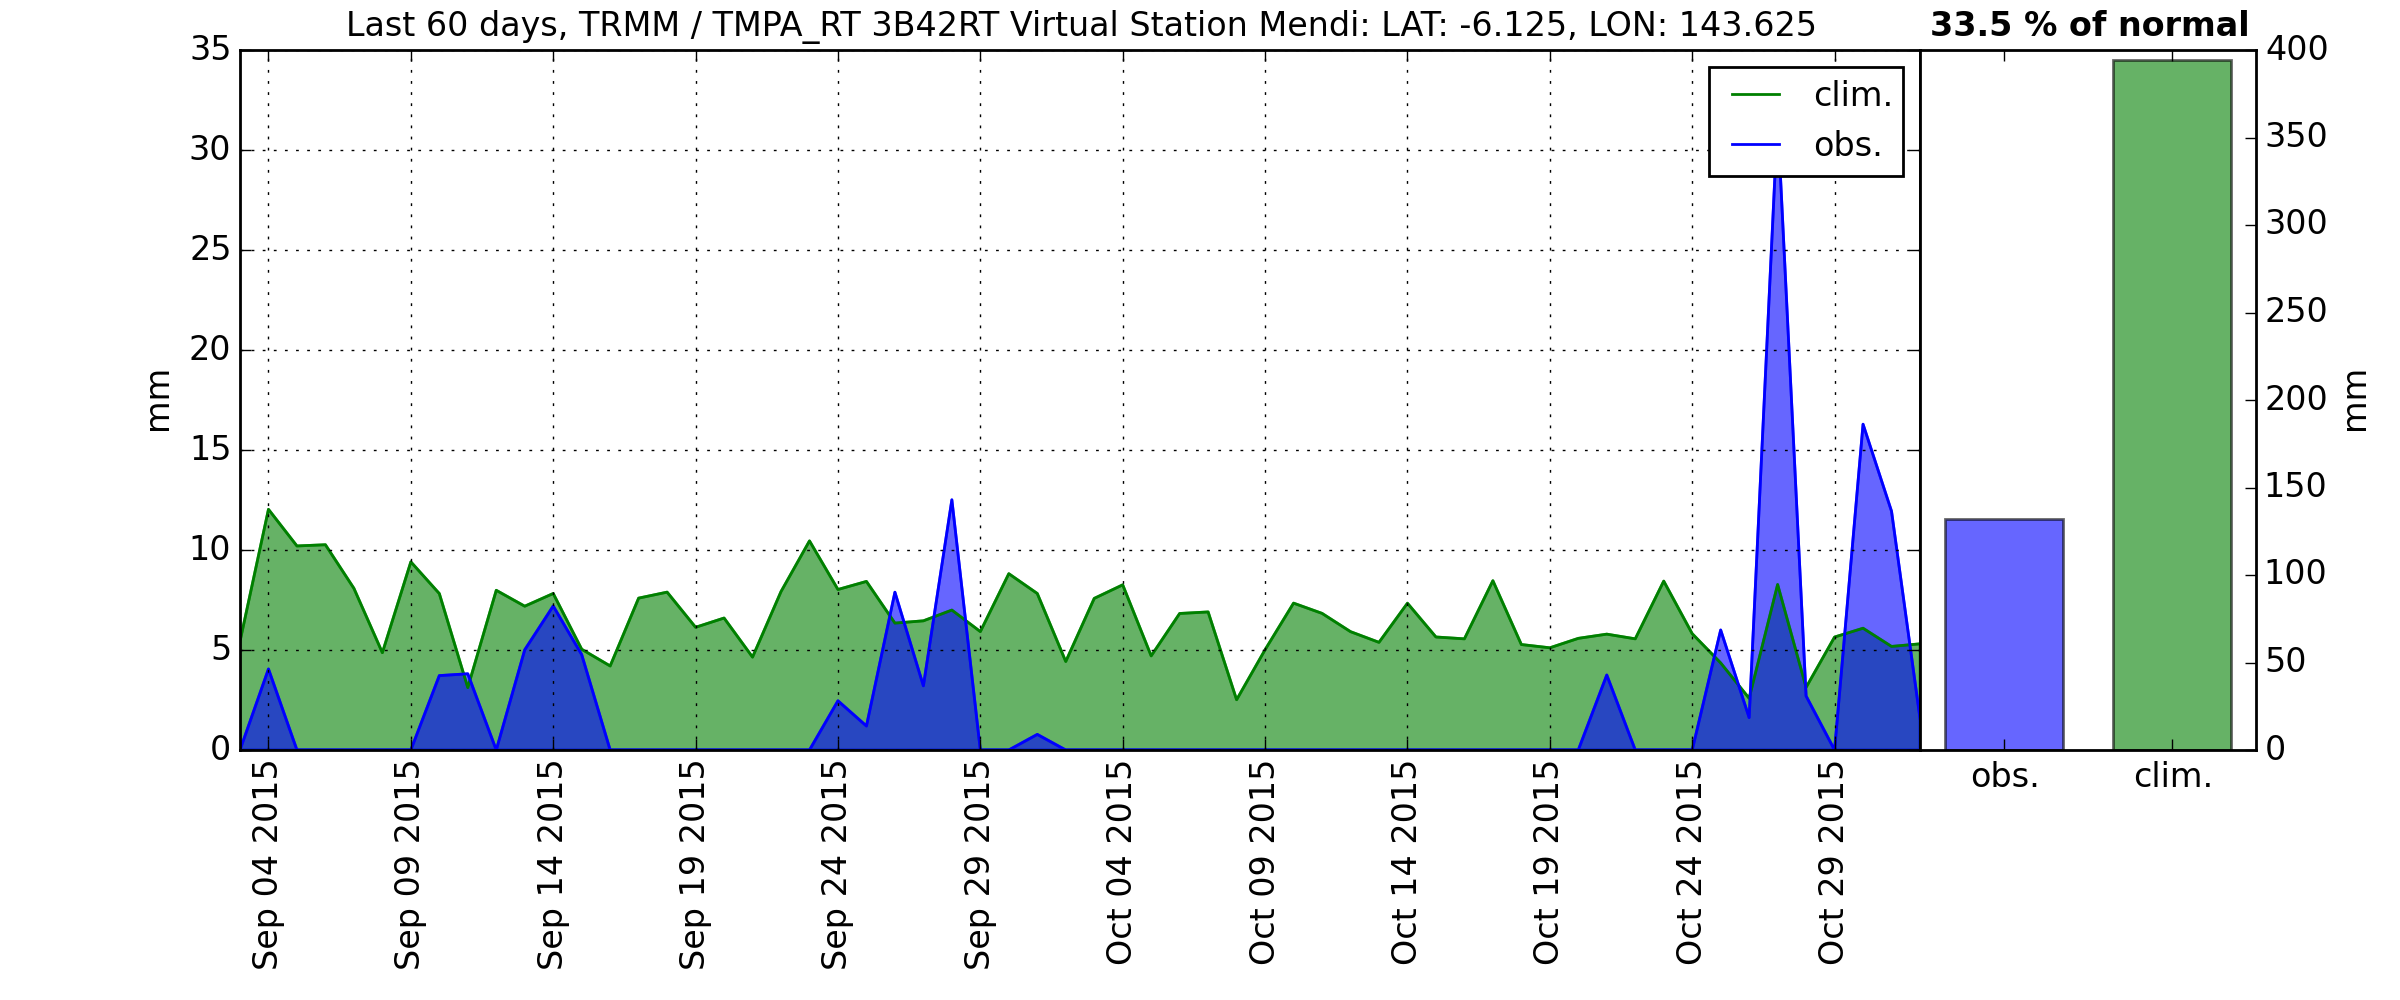 Last 60 days, TRMM / TMPA_RT 3B42RT Virtual Station Mendi: LAT: -6.125, LON: 143.625
33.5 % of normal
35
30
25
20
15
10
5
0
mm
clim.
obs.
400
350
300
250
200
150
100
50
0
mm
Sep 04 2015
Sep 09 2015
Sep 14 2015
Sep 19 2015
Sep 24 2015
Sep 29 2015
Oct 04 2015
Oct 09 2015
Oct 14 2015
Oct 19 2015
Oct 24 2015
Oct 29 2015
obs.
clim.